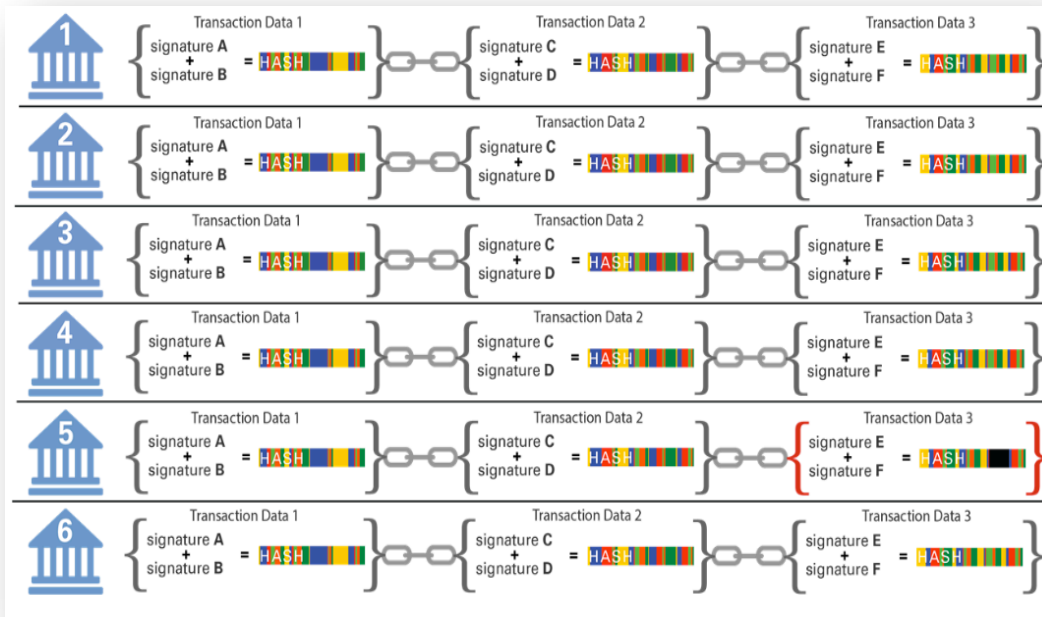 1
Transaction Data 1 Transaction Data 2 Transaction Data 3
signature A signature C signature E
+ = HASH + = HASH + = HASH
signature B signature D signature F
2
Transaction Data 1 Transaction Data 2 Transaction Data 3
signature A signature C signature E
+ = HASH + = HASH + = HASH
signature B signature D signature F
3
Transaction Data 1 Transaction Data 2 Transaction Data 3
signature A signature C signature E
+ = HASH + = HASH + = HASH
signature B signature D signature F
4
Transaction Data 1 Transaction Data 2 Transaction Data 3
signature A signature C signature E
+ = HASH + = HASH + = HASH
signature B signature D signature F
5
Transaction Data 1 Transaction Data 2 Transaction Data 3
signature A signature C signature E
+ = HASH + = HASH + = HASH
signature B signature D signature F
6
Transaction Data 1 Transaction Data 2 Transaction Data 3
signature A signature C signature E
+ = HASH + = HASH + = HASH
signature B signature D signature F